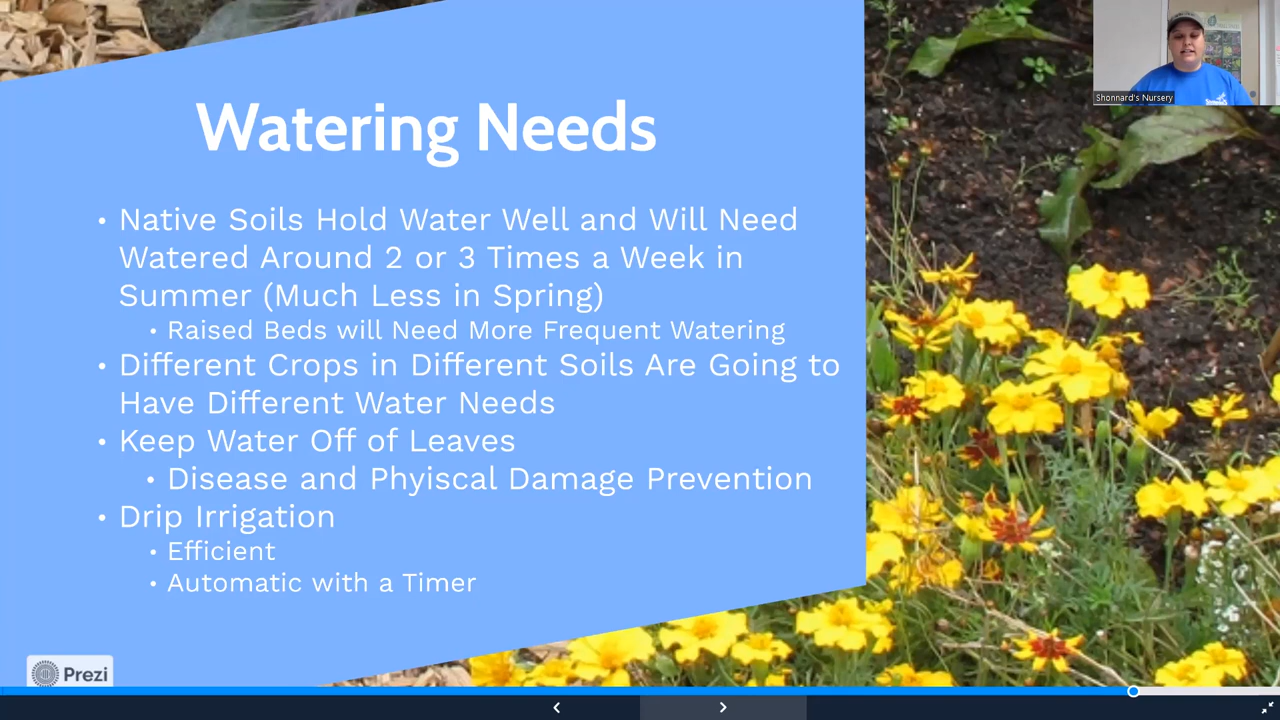 Shonnard's Nursery
Watering Needs
• Native Soils Hold Water Well and Will Need
Watered Around 2 or 3 Times a Week in
Summer (Much Less in Spring)
• Raised Beds will Need More Frequent Watering
• Different Crops in Different Soils Are Going to
Have Different Water Needs
• Keep Water Off of Leaves
• Disease and Phyiscal Damage Prevention
• Drip Irrigation
• Efficient
• Automatic with a Timer
Prezi